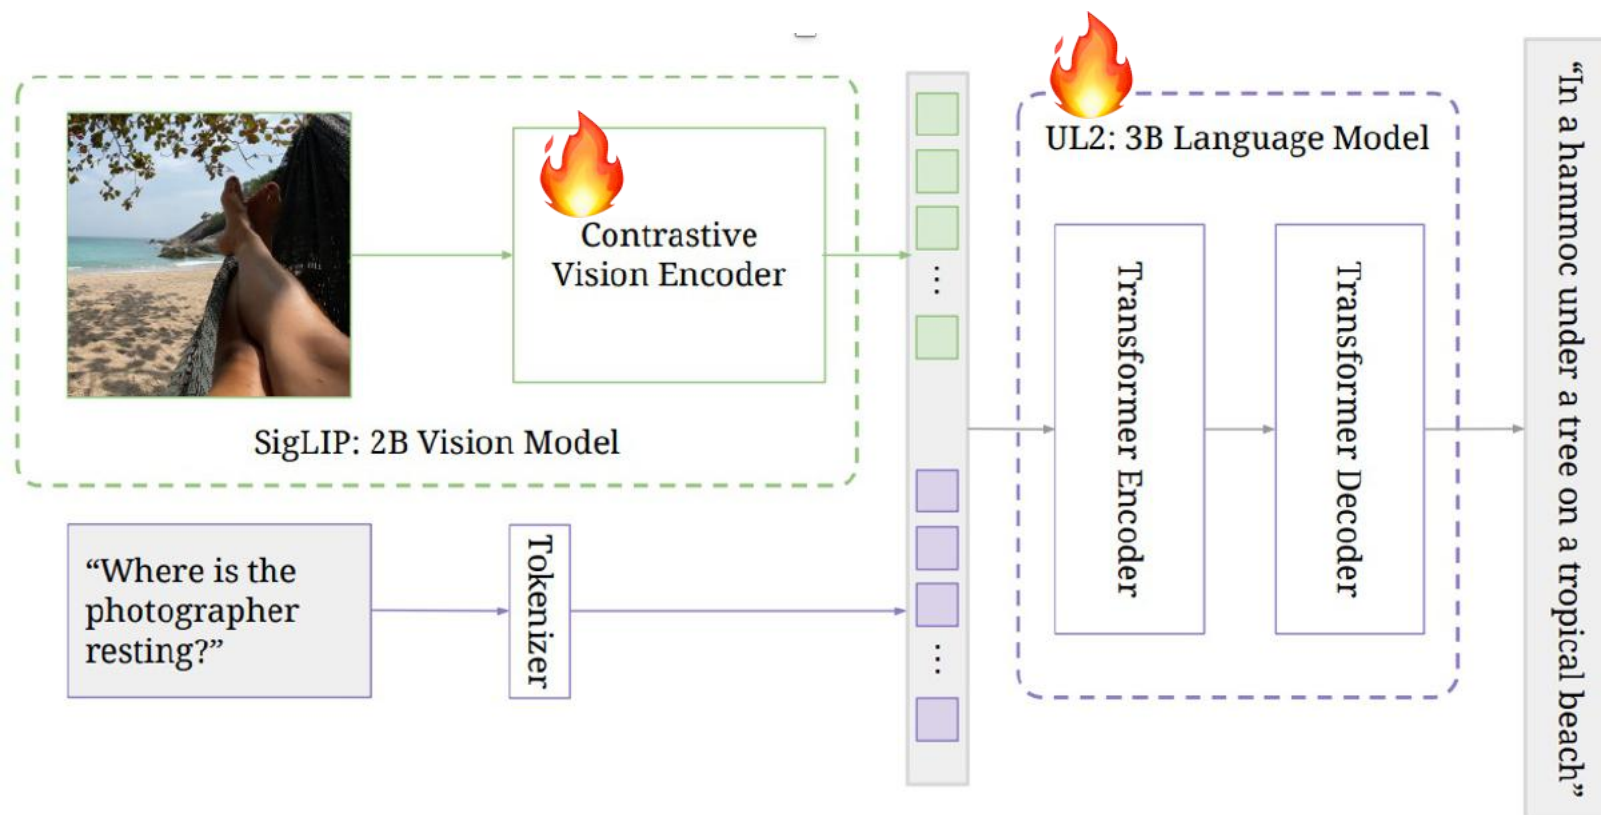 UL2: 3B Language Model
Contrastive
Vision Encoder
SigLIP: 2B Vision Model
“Where is the
photographer
resting?”
Tokenizer
Transformer Encoder
Transformer Decoder
“In a hammoc under a tree on a tropical beach”